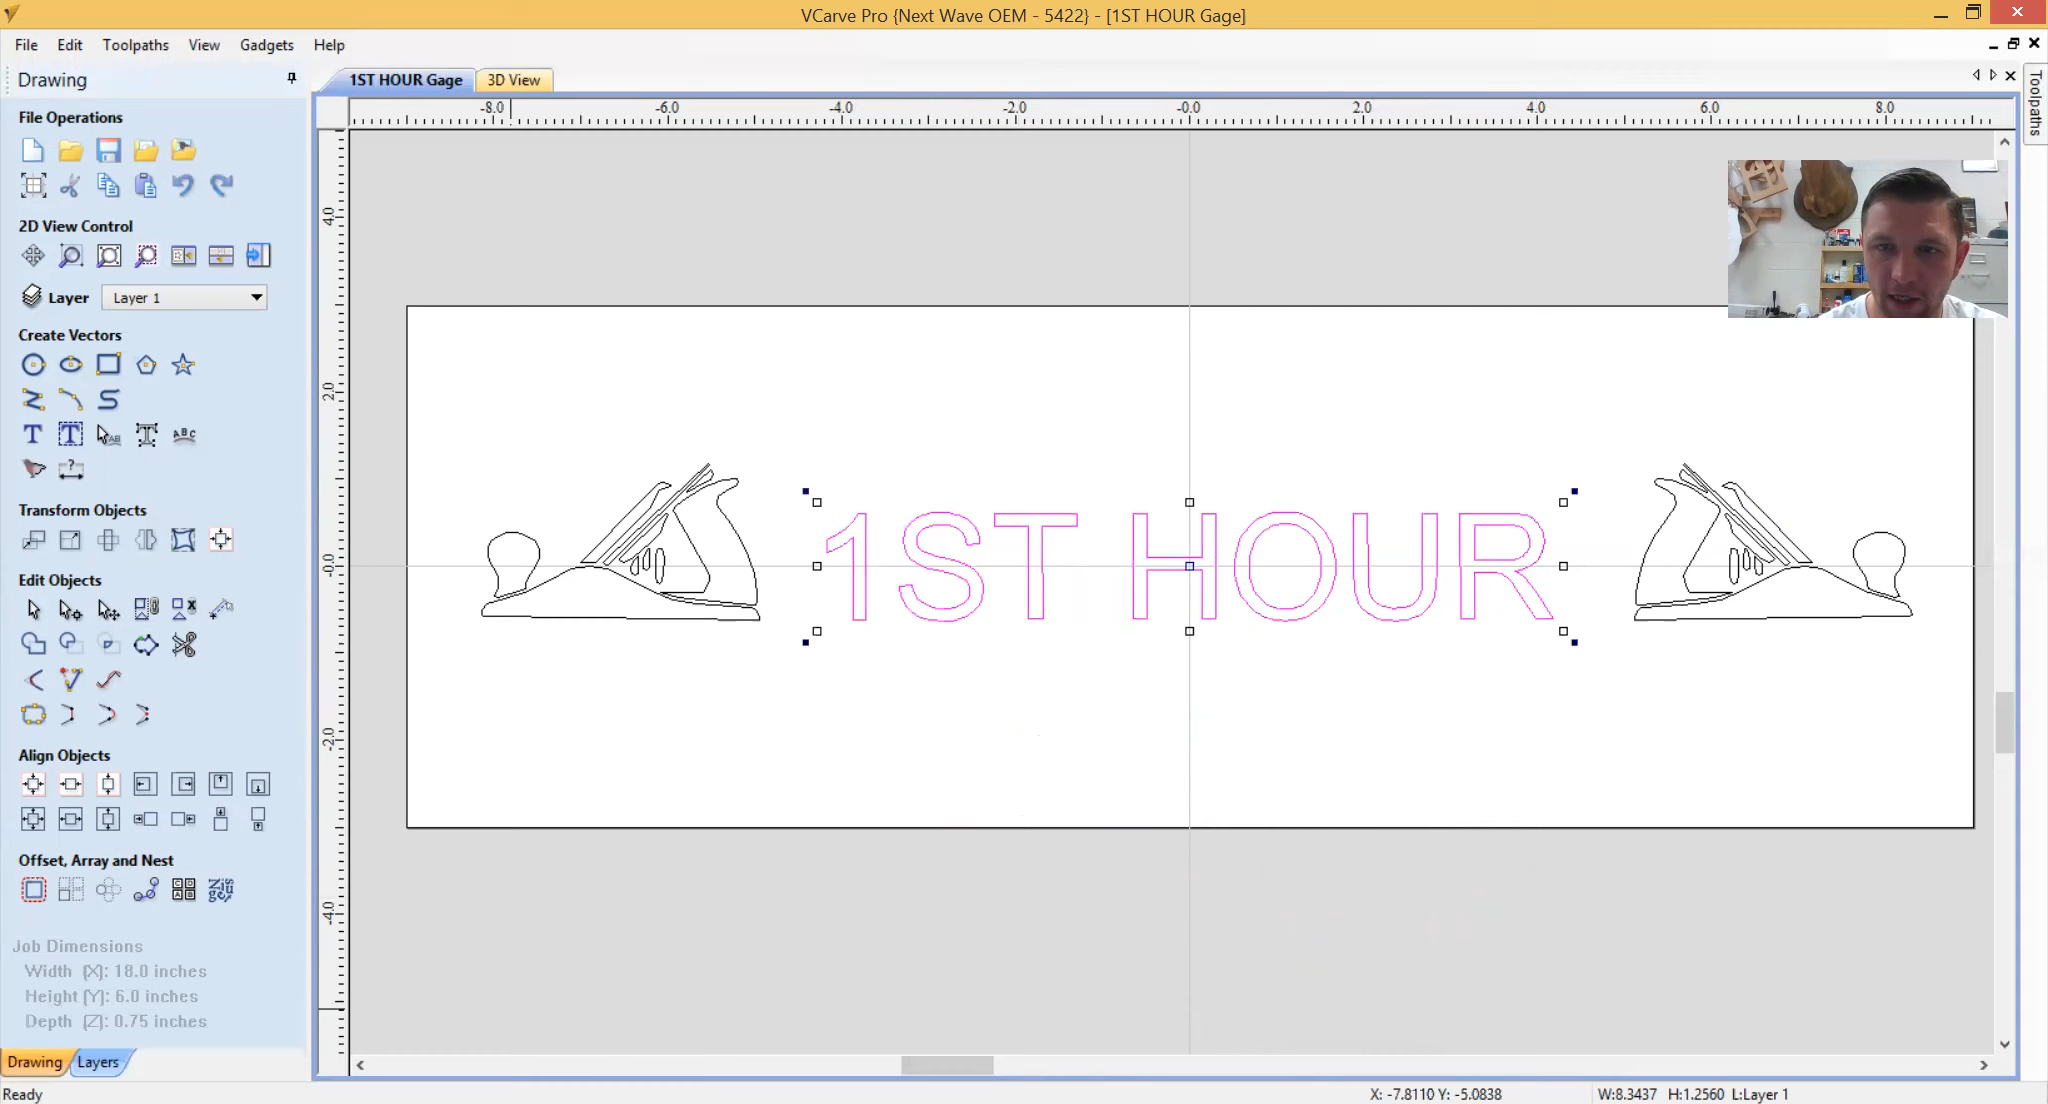 VCarve Pro {Next Wave OEM - 5422} - [1ST HOUR Gage]
File Edit Toolpaths View Gadgets Help
Drawing
1ST HOUR Gage 3D View
Toolpaths
File Operations
2D View Control
Layer Layer 1
Create Vectors
Transform Objects
Edit Objects
Align Objects
Offset, Array and Nest
Job Dimensions
Width (X): 18.0 inches
Height (Y): 6.0 inches
Depth (Z): 0.75 inches
Drawing Layers
-8.0 -6.0 -4.0 -2.0 -0.0 2.0 4.0 6.0 8.0
4.0
2.0
-0.0
-2.0
-4.0
1ST HOUR
Ready
X: -7.8110 Y: -5.0838
W:8.3437 H:1.2560 L:Layer 1